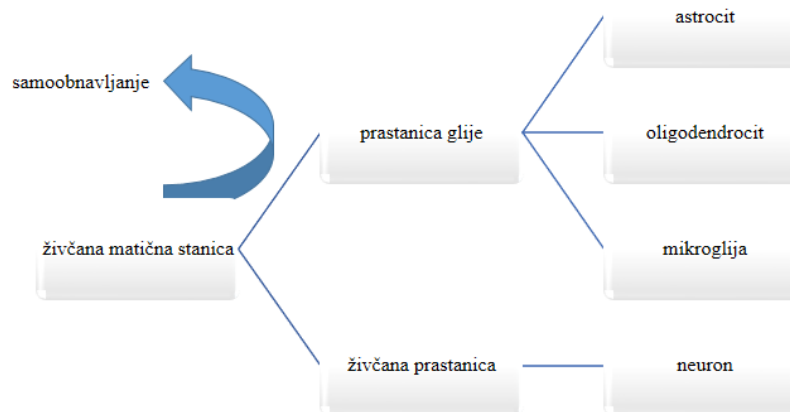 astrocit
samoobnavljanje
prastanica glije
oligodendrocit
živčana matična stanica
mikroglija
živčana prastanica
neuron